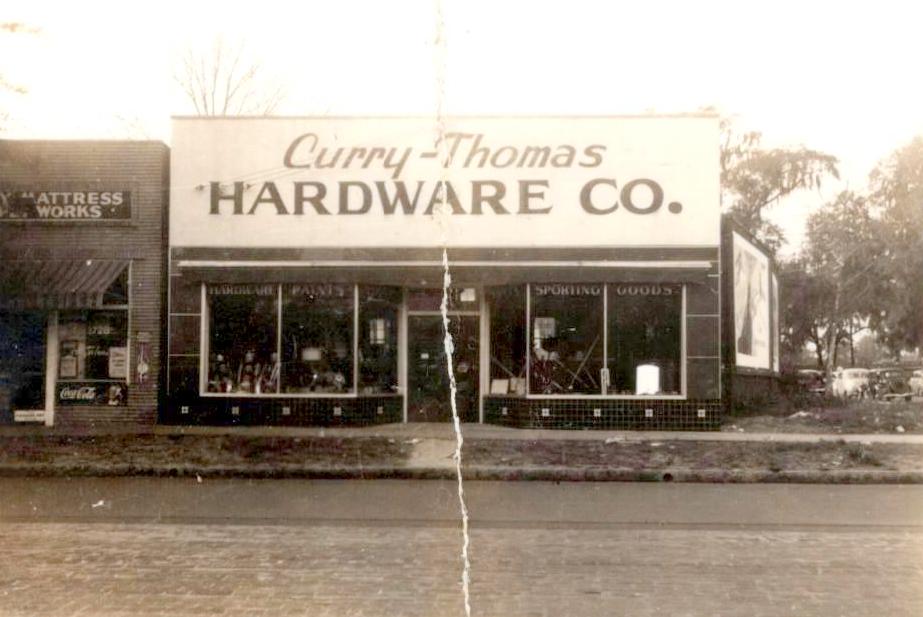 Curry-Thomas
HARDWARE CO.
MATTRESS
WORKS
HARDWARE PAINTS
SPORTING GOODS
Coca-Cola